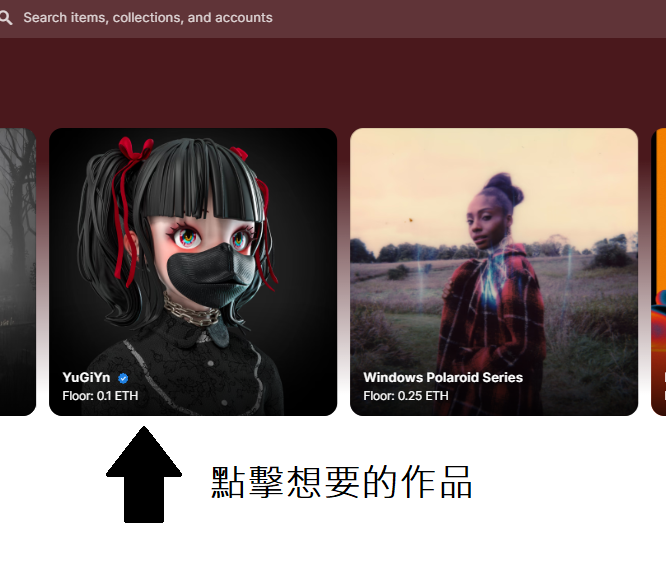 Search items, collections, and accounts
YuGiYn
Floor: 0.1 ETH
Windows Polaroid Series
Floor: 0.25 ETH
點擊想要的作品